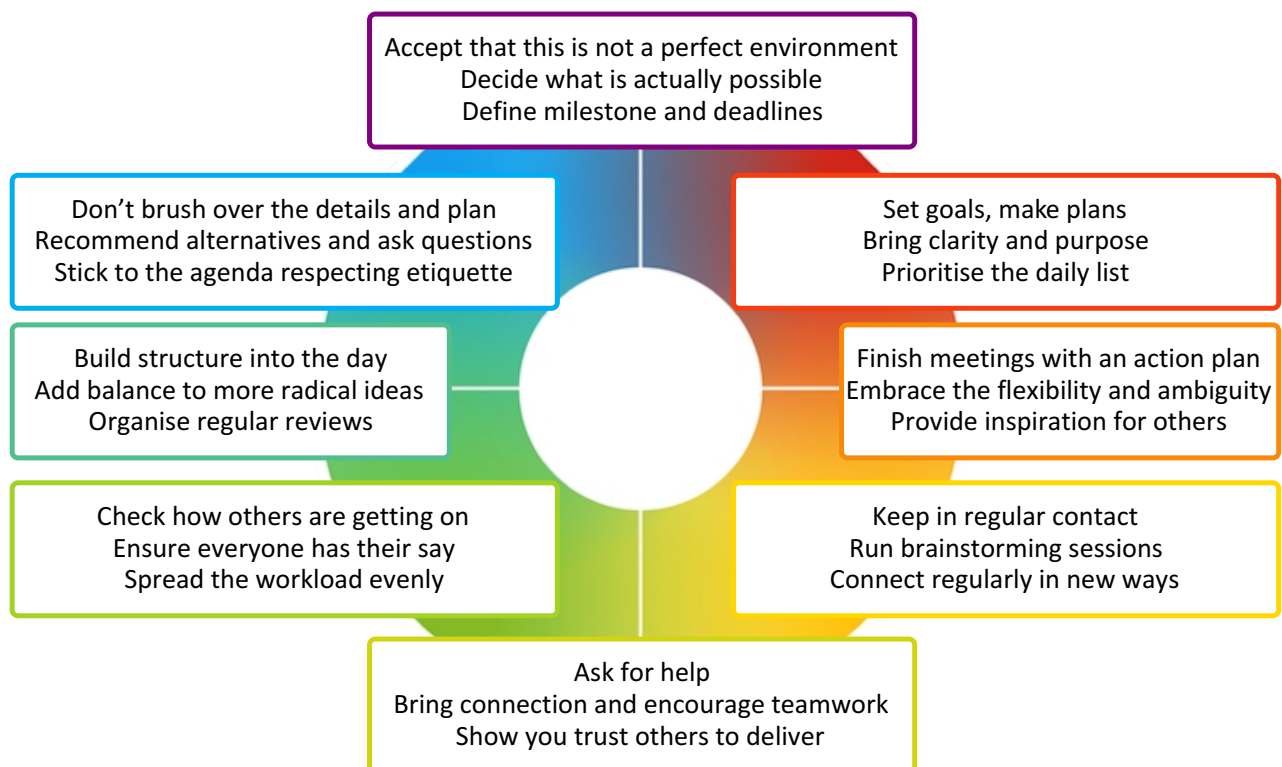 Accept that this is not a perfect environment
Decide what is actually possible
Define milestone and deadlines
Don’t brush over the details and plan
Recommend alternatives and ask questions
Stick to the agenda respecting etiquette
Set goals, make plans
Bring clarity and purpose
Prioritise the daily list
Build structure into the day
Add balance to more radical ideas
Organise regular reviews
Finish meetings with an action plan
Embrace the flexibility and ambiguity
Provide inspiration for others
Check how others are getting on
Ensure everyone has their say
Spread the workload evenly
Keep in regular contact
Run brainstorming sessions
Connect regularly in new ways
Ask for help
Bring connection and encourage teamwork
Show you trust others to deliver